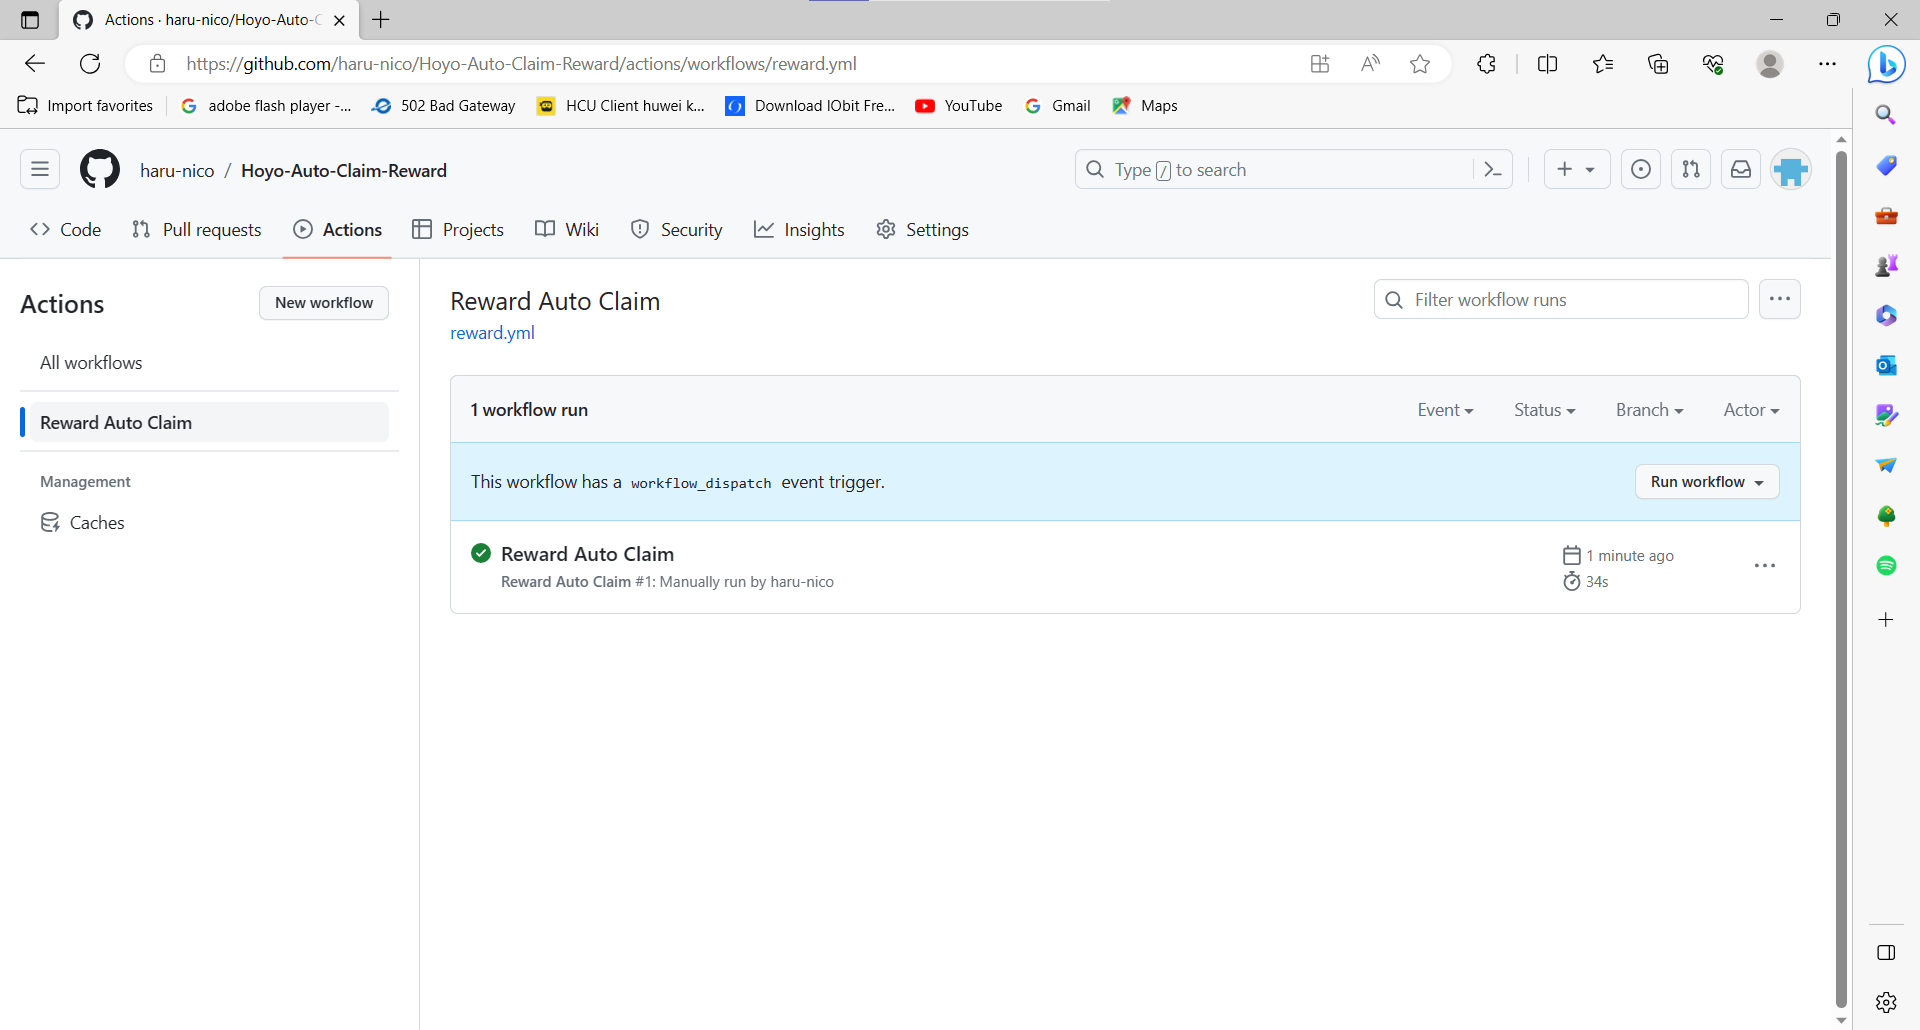 Actions · haru-nico/Hoyo-Auto-C
https://github.com/haru-nico/Hoyo-Auto-Claim-Reward/actions/workflows/reward.yml
Import favorites
adobe flash player -...
502 Bad Gateway
HCU Client huwei k...
Download IObit Fre...
YouTube
Gmail
Maps
haru-nico / Hoyo-Auto-Claim-Reward
Type / to search
Code
Pull requests
Actions
Projects
Wiki
Security
Insights
Settings
Actions
New workflow
All workflows
Reward Auto Claim
Management
Caches
Reward Auto Claim
reward.yml
Filter workflow runs
1 workflow run
Event
Status
Branch
Actor
This workflow has a workflow_dispatch event trigger.
Run workflow
Reward Auto Claim
Reward Auto Claim #1: Manually run by haru-nico
1 minute ago
34s